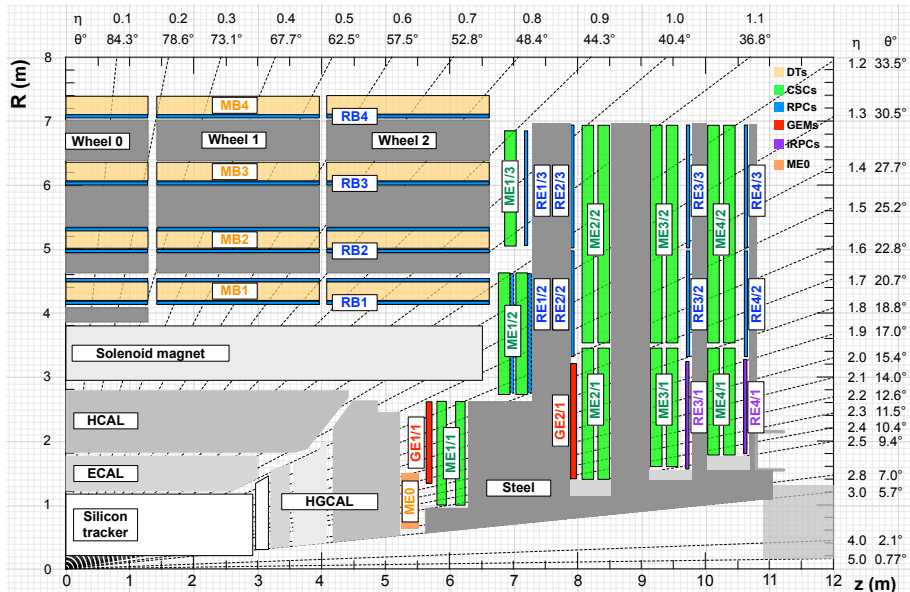 η 0.1 0.2 0.3 0.4 0.5 0.6 0.7 0.8 0.9 1.0 1.1
θ° 84.3° 78.6° 73.1° 67.7° 62.5° 57.5° 52.8° 48.4° 44.3° 40.4° 36.8° η θ°
R (m)
8
7
6
5
4
3
2
1
0
1.2 33.5°
1.3 30.5°
1.4 27.7°
1.5 25.2°
1.6 22.8°
1.7 20.7°
1.8 18.8°
1.9 17.0°
2.0 15.4°
2.1 14.0°
2.2 12.6°
2.3 11.5°
2.4 10.4°
2.5 9.4°
2.8 7.0°
3.0 5.7°
4.0 2.1°
5.0 0.77°
DTs
CSCs
RPCs
GEMs
iRPCs
ME0
MB4
RB4
Wheel 0
Wheel 1
Wheel 2
MB3
RB3
MB2
RB2
MB1
RB1
Solenoid magnet
HCAL
ECAL
Silicon
tracker
HGCAL
Steel
ME0
GE1/1
ME1/1
ME1/2
ME1/3
RE1/3
RE2/3
RE1/2
RE2/2
GE2/1
ME2/2
ME2/1
ME3/2
ME3/1
RE3/3
RE3/2
RE3/1
ME4/2
ME4/1
RE4/3
RE4/2
RE4/1
0 1 2 3 4 5 6 7 8 9 10 11 12
z (m)